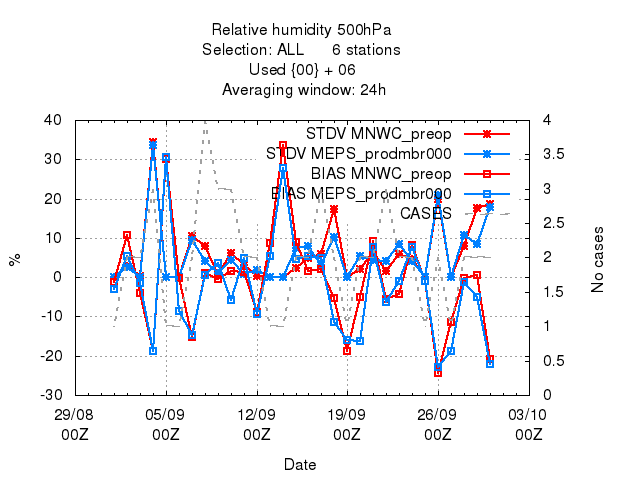 Relative humidity 500hPa
Selection: ALL 6 stations
Used {00} + 06
Averaging window: 24h
40
30
20
10
0
-10
-20
-30
%
STDV MNWC_preop
STDV MEPS_prodmbr000
BIAS MNWC_preop
BIAS MEPS_prodmbr000
CASES
4
3.5
3
2.5
2
1.5
1
0.5
0
No cases
29/08 05/09 12/09 19/09 26/09 03/10
00Z 00Z 00Z 00Z 00Z 00Z
Date